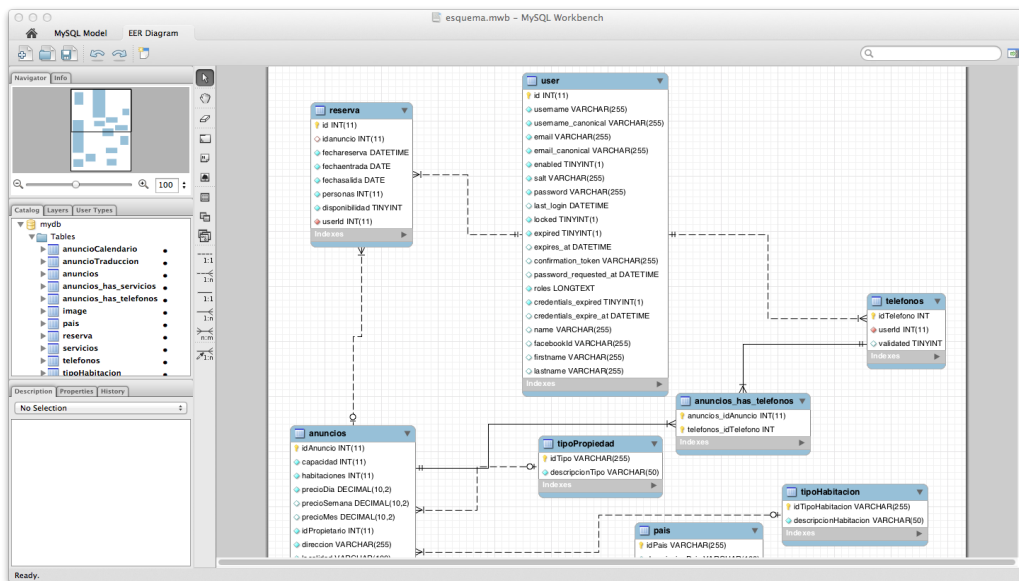 esquema.mwb – MySQL Workbench
MySQL Model
EER Diagram
Navigator
Info
100
Catalog
Layers
User Types
mydb
Tables
anuncioCalendario
anuncioTraduccion
anuncios
anuncios_has_servicios
anuncios_has_telefonos
image
pais
reserva
servicios
telefonos
tipoHabitacion
Description
Properties
History
No Selection
Ready.
1:1
1:n
1:1
1:n
n:m
1:n
reserva
id INT(11)
idanuncio INT(11)
fechareserva DATETIME
fechaentrada DATE
fechasalida DATE
personas INT(11)
disponibilidad TINYINT
userId INT(11)
Indexes
user
id INT(11)
username VARCHAR(255)
username_canonical VARCHAR(255)
email VARCHAR(255)
email_canonical VARCHAR(255)
enabled TINYINT(1)
salt VARCHAR(255)
password VARCHAR(255)
last_login DATETIME
locked TINYINT(1)
expired TINYINT(1)
expires_at DATETIME
confirmation_token VARCHAR(255)
password_requested_at DATETIME
roles LONGTEXT
credentials_expired TINYINT(1)
credentials_expire_at DATETIME
name VARCHAR(255)
facebookId VARCHAR(255)
firstname VARCHAR(255)
lastname VARCHAR(255)
Indexes
telefonos
idTelefono INT
userId INT(11)
validated TINYINT
Indexes
anuncios_has_telefonos
anuncios_idAnuncio INT(11)
telefonos_idTelefono INT
Indexes
anuncios
idAnuncio INT(11)
capacidad INT(11)
habitaciones INT(11)
precioDia DECIMAL(10,2)
precioSemana DECIMAL(10,2)
precioMes DECIMAL(10,2)
idPropietario INT(11)
direccion VARCHAR(255)
tipoPropiedad
idTipo VARCHAR(255)
descripcionTipo VARCHAR(50)
Indexes
tipoHabitacion
idTipoHabitacion VARCHAR(255)
descripcionHabitacion VARCHAR(50)
Indexes
pais
idPais VARCHAR(255)